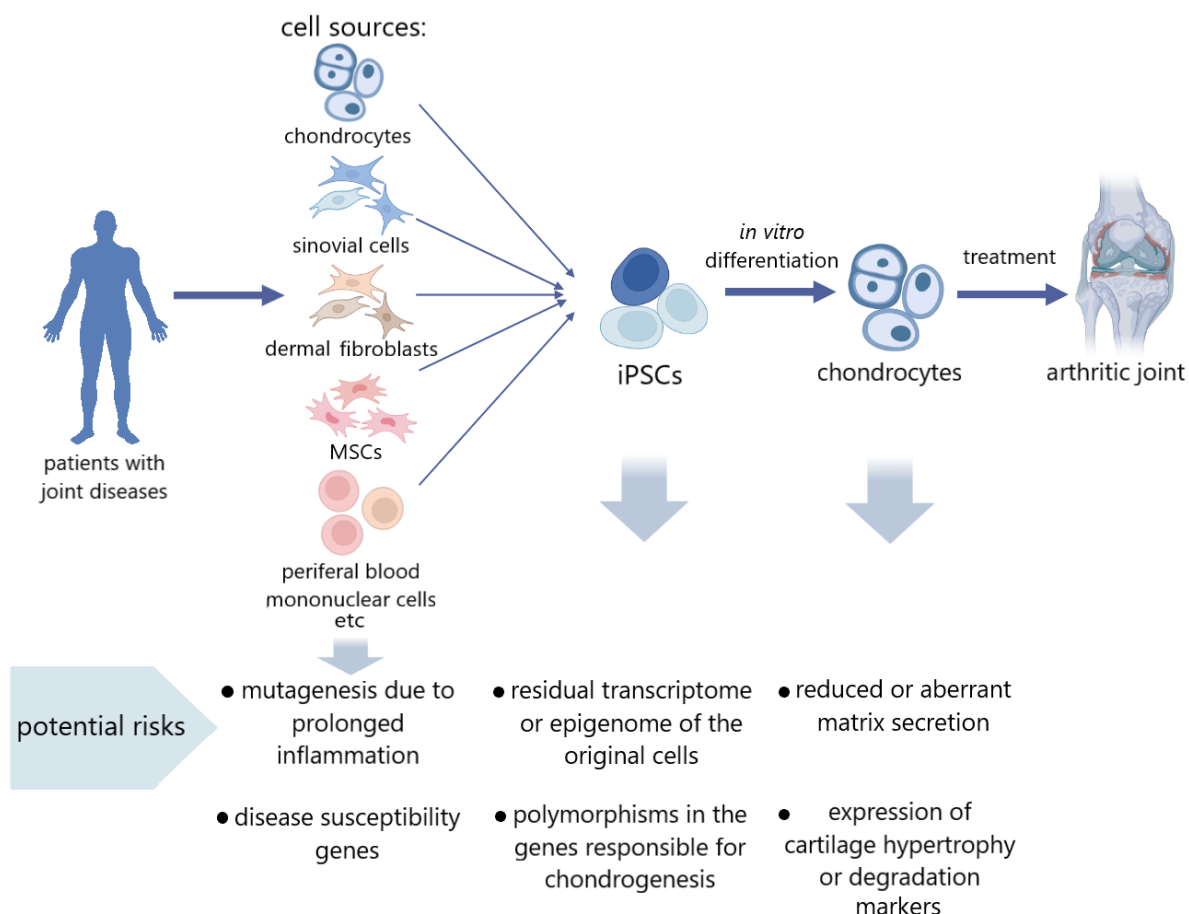 cell sources:
chondrocytes
sinovial cells
dermal fibroblasts
MSCs
periferal blood
mononuclear cells
etc
patients with
joint diseases
iPSCs
in vitro
differentiation
chondrocytes
treatment
arthritic joint
potential risks
● mutagenesis due to
prolonged
inflammation
● disease susceptibility
genes
● residual transcriptome
or epigenome of the
original cells
● polymorphisms in the
genes responsible for
chondrogenesis
● reduced or aberrant
matrix secretion
● expression of
cartilage hypertrophy
or degradation
markers